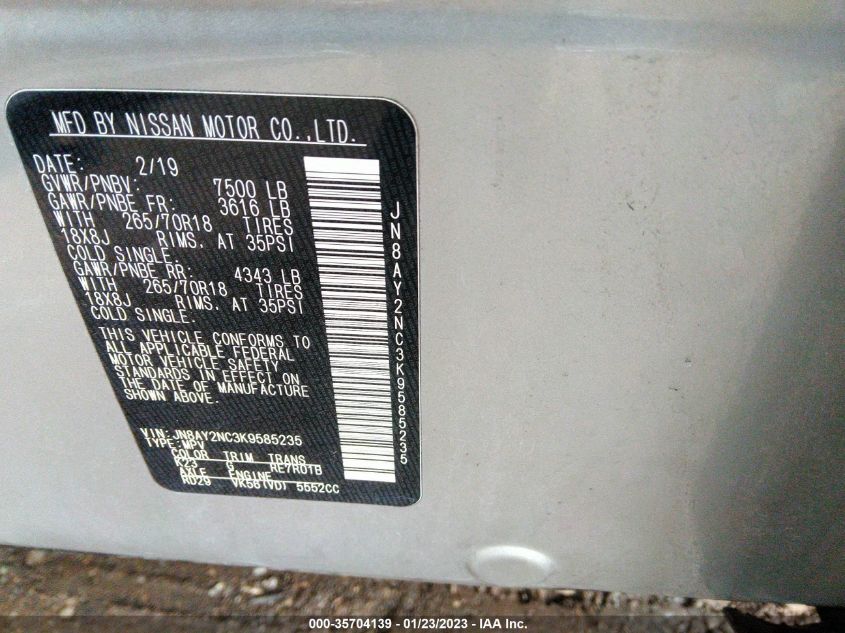 MFD BY NISSAN MOTOR CO.,LTD.
DATE: 2/19
GVWR/PNBV: 7500 LB
GAWR/PNBE FR: 3616 LB
WITH 265/70R18 TIRES
18X8J RIMS. AT 35PSI
COLD SINGLE.
GAWR/PNBE RR: 4343 LB
WITH 265/70R18 TIRES
18X8J RIMS. AT 35PSI
COLD SINGLE.
THIS VEHICLE CONFORMS TO
ALL APPLICABLE FEDERAL
MOTOR VEHICLE SAFETY
STANDARDS IN EFFECT ON
THE DATE OF MANUFACTURE
SHOWN ABOVE.
VIN: JN8AY2NC3K9585235
TYPE: MPV
COLOR TRIM TRANS
K23 G RE7R01B
AXLE ENGINE
RD29 VK56(VD) 5552CC
JN8AY2NC3K9585235
000-35704139 — 01/23/2023 — IAA Inc.